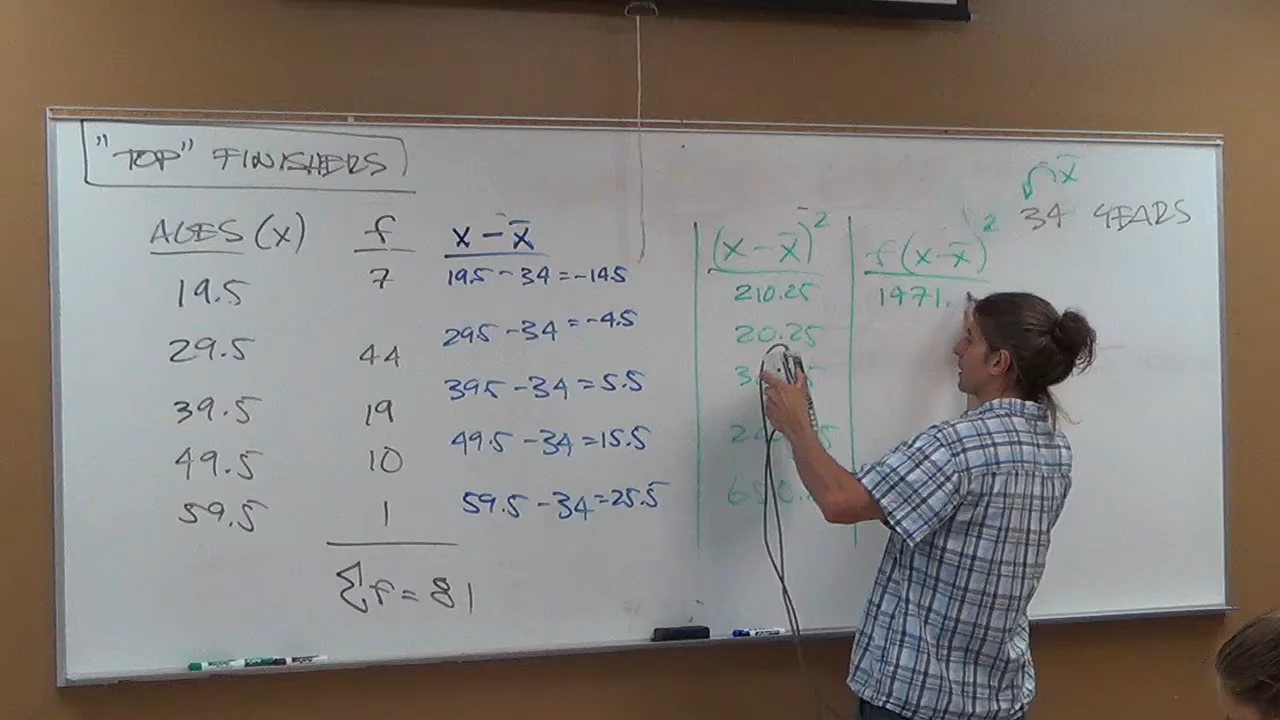 "TOP" FINISHERS
x̄
34 YEARS
AGES (x) f x - x̄ (x - x̄)² f(x-x̄)²
19.5 7 19.5 - 34 = -14.5 210.25 1471.
29.5 44 29.5 - 34 = -4.5 20.25
39.5 19 39.5 - 34 = 5.5
49.5 10 49.5 - 34 = 15.5
59.5 1 59.5 - 34 = 25.5
Σf = 81